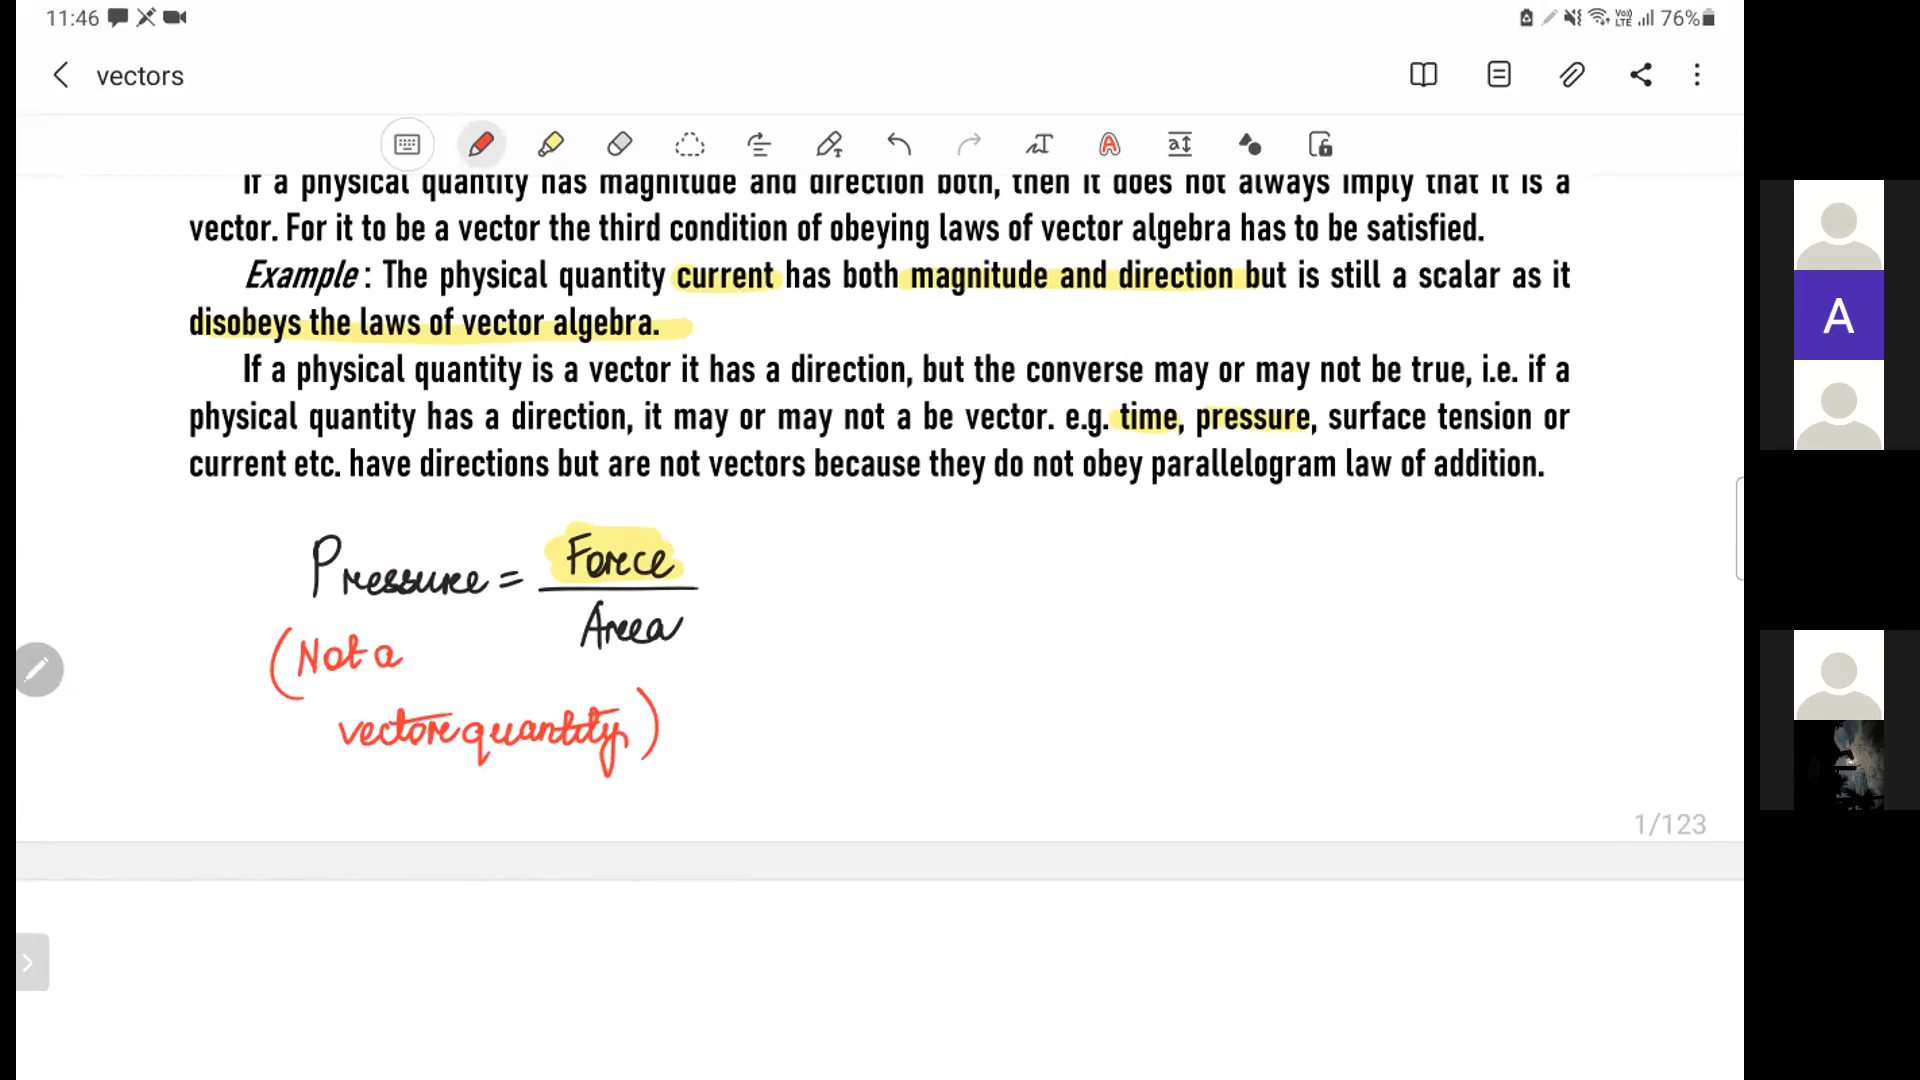 11:46
Vo)) LTE 76%
vectors
If a physical quantity has magnitude and direction both, then it does not always imply that it is a
vector. For it to be a vector the third condition of obeying laws of vector algebra has to be satisfied.
Example : The physical quantity current has both magnitude and direction but is still a scalar as it
disobeys the laws of vector algebra.
If a physical quantity is a vector it has a direction, but the converse may or may not be true, i.e. if a
physical quantity has a direction, it may or may not a be vector. e.g. time, pressure, surface tension or
current etc. have directions but are not vectors because they do not obey parallelogram law of addition.
Pressure = Force
Area
(Not a
vector quantity)
1/123
A